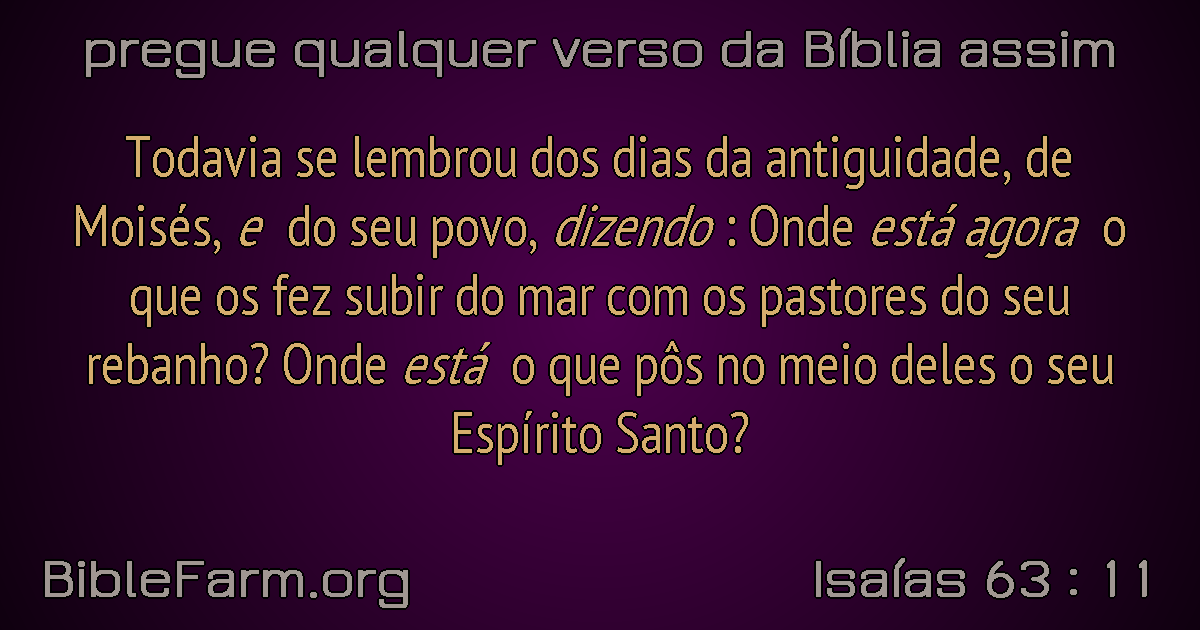 pregue qualquer verso da Bíblia assim
Todavia se lembrou dos dias da antiguidade, de
Moisés, e do seu povo, dizendo : Onde está agora o
que os fez subir do mar com os pastores do seu
rebanho? Onde está o que pôs no meio deles o seu
Espírito Santo?
BibleFarm.org
Isaías 63 : 11